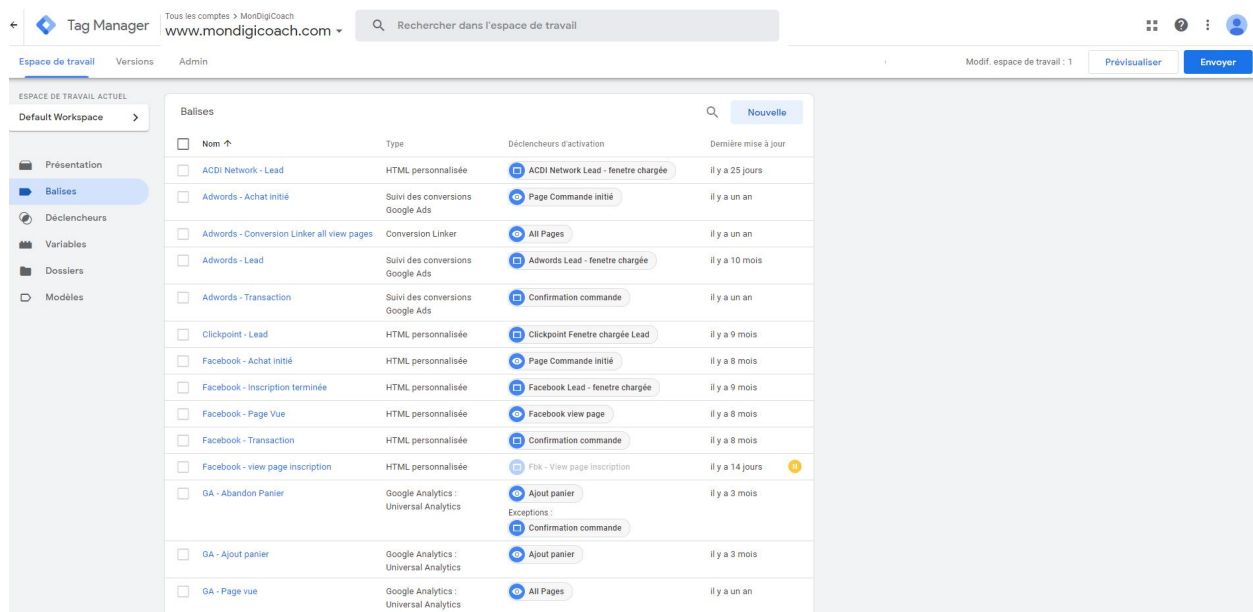 Tag Manager
Tous les comptes > MonDigiCoach
www.mondigicoach.com
Rechercher dans l'espace de travail
Espace de travail Versions Admin
Modif. espace de travail : 1 Prévisualiser Envoyer
ESPACE DE TRAVAIL ACTUEL
Default Workspace
Présentation
Balises
Déclencheurs
Variables
Dossiers
Modèles
Balises Nouvelle
Nom Type Déclencheurs d'activation Dernière mise à jour
ACDI Network - Lead HTML personnalisée ACDI Network Lead - fenetre chargée il y a 25 jours
Adwords - Achat initié Suivi des conversions Page Commande initié il y a un an
Google Ads
Adwords - Conversion Linker all view pages Conversion Linker All Pages il y a un an
Adwords - Lead Suivi des conversions Adwords Lead - fenetre chargée il y a 10 mois
Google Ads
Adwords - Transaction Suivi des conversions Confirmation commande il y a un an
Google Ads
Clickpoint - Lead HTML personnalisée Clickpoint Fenetre chargée Lead il y a 9 mois
Facebook - Achat initié HTML personnalisée Page Commande initié il y a 8 mois
Facebook - Inscription terminée HTML personnalisée Facebook Lead - fenetre chargée il y a 9 mois
Facebook - Page Vue HTML personnalisée Facebook view page il y a 8 mois
Facebook - Transaction HTML personnalisée Confirmation commande il y a 8 mois
Facebook - view page inscription HTML personnalisée Fbk - View page inscription il y a 14 jours
GA - Abandon Panier Google Analytics : Ajout panier il y a 3 mois
Universal Analytics
Exceptions :
Confirmation commande
GA - Ajout panier Google Analytics : Ajout panier il y a 3 mois
Universal Analytics
GA - Page vue Google Analytics : All Pages il y a un an
Universal Analytics